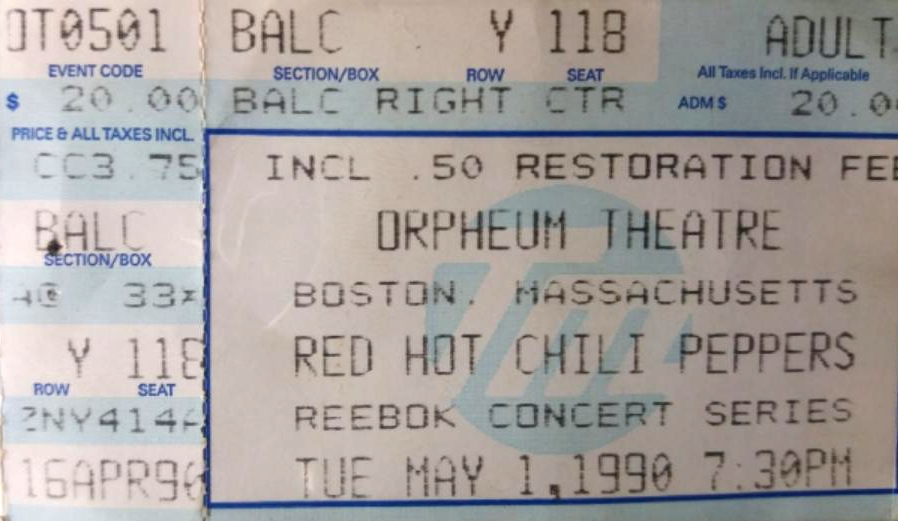 OT0501 BALC Y 118 ADULT
EVENT CODE SECTION/BOX ROW SEAT All Taxes Incl. If Applicable
$ 20.00 BALC RIGHT CTR ADM $ 20.0
PRICE & ALL TAXES INCL.
CC3.75 INCL .50 RESTORATION FEE
BALC ORPHEUM THEATRE
SECTION/BOX
33× BOSTON. MASSACHUSETTS
Y 118 RED HOT CHILI PEPPERS
ROW SEAT
ZNY414A REEBOK CONCERT SERIES
16APR90 TUE MAY 1,1990 7:30PM